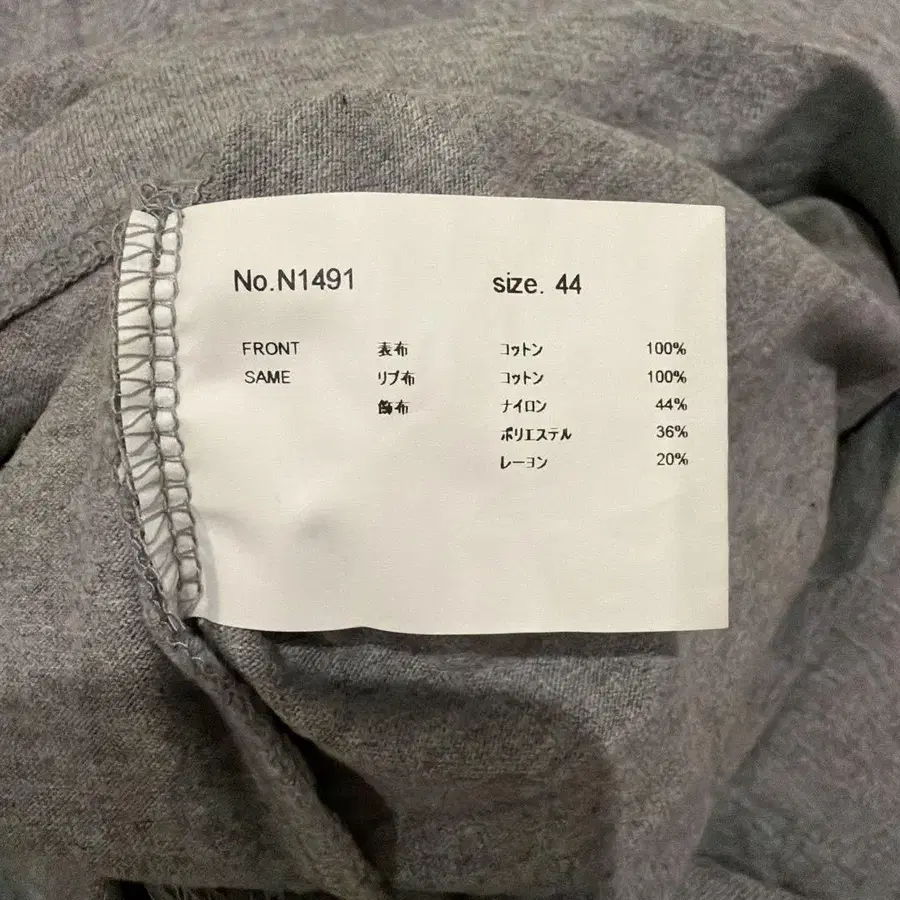 No.N1491 size. 44
FRONT 表布 コットン 100%
SAME リブ布 コットン 100%
飾布 ナイロン 44%
ポリエステル 36%
レーヨン 20%